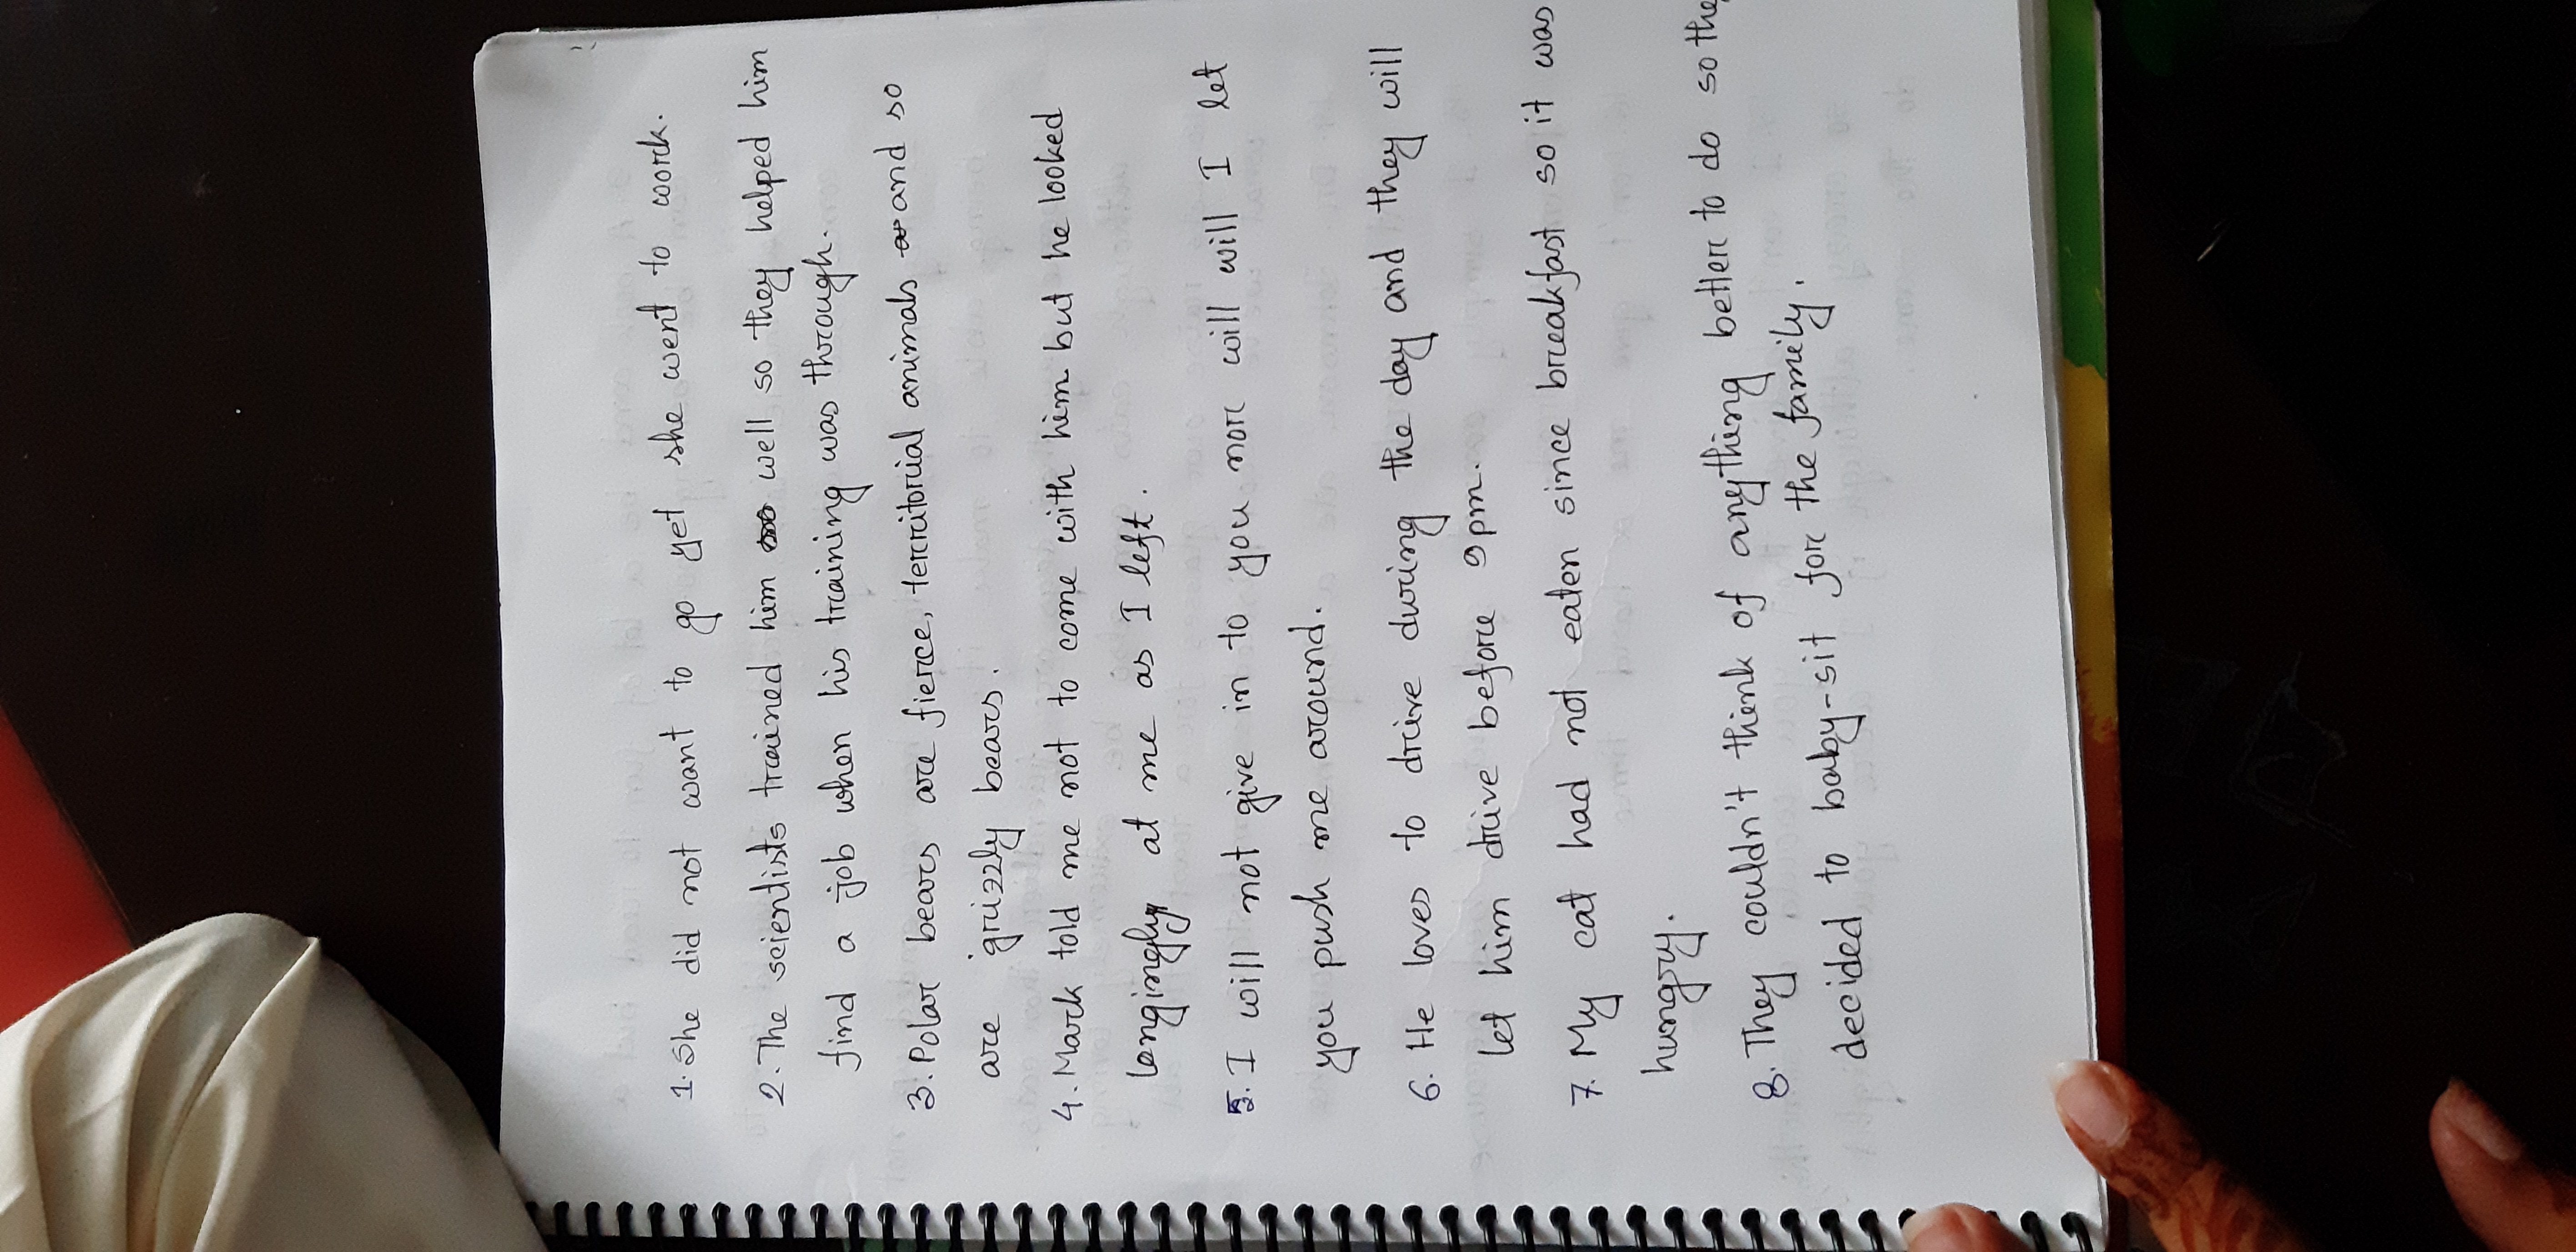 1. She did not want to go yet she went to work.
2. The scientists trained him well so they helped him
find a job when his training was through.
3. Polar bears are fierce, territorial animals and so
are grizzly bears.
4. Mark told me not to come with him but he looked
longingly at me as I left.
5. I will not give in to you nor will will I let
you push me around.
6. He loves to drive during the day and they will
let him drive before 9pm.
7. My cat had not eaten since breakfast so it was
hungry.
8. They couldn't think of anything better to do so the
decided to baby-sit for the family.